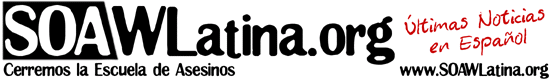 SOAWLatina.org
Últimas Noticias
en Español
Cerremos la Escuela de Asesinos
www.SOAWLatina.org